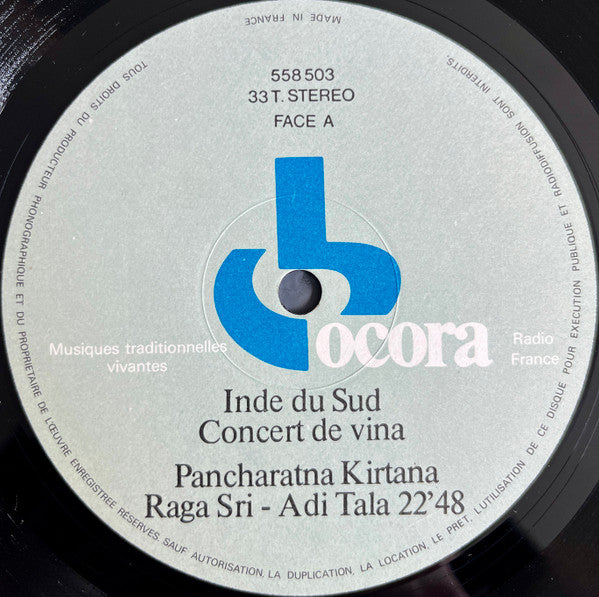 MADE IN FRANCE
558 503
33 T. STEREO
FACE A
ocora
Musiques traditionnelles
vivantes
Radio
France
Inde du Sud
Concert de vina
Pancharatna Kirtana
Raga Sri - Adi Tala 22'48
TOUS DROITS DU PRODUCTEUR PHONOGRAPHIQUE ET DU PROPRIETAIRE DE L'ŒUVRE ENREGISTREE RÉSERVES SAUF AUTORISATION, LA DUPLICATION, LA LOCATION, LE PRET, L'UTILISATION DE CE DISQUE POUR EXECUTION PUBLIQUE ET RADIODIFFUSION SONT INTERDITS